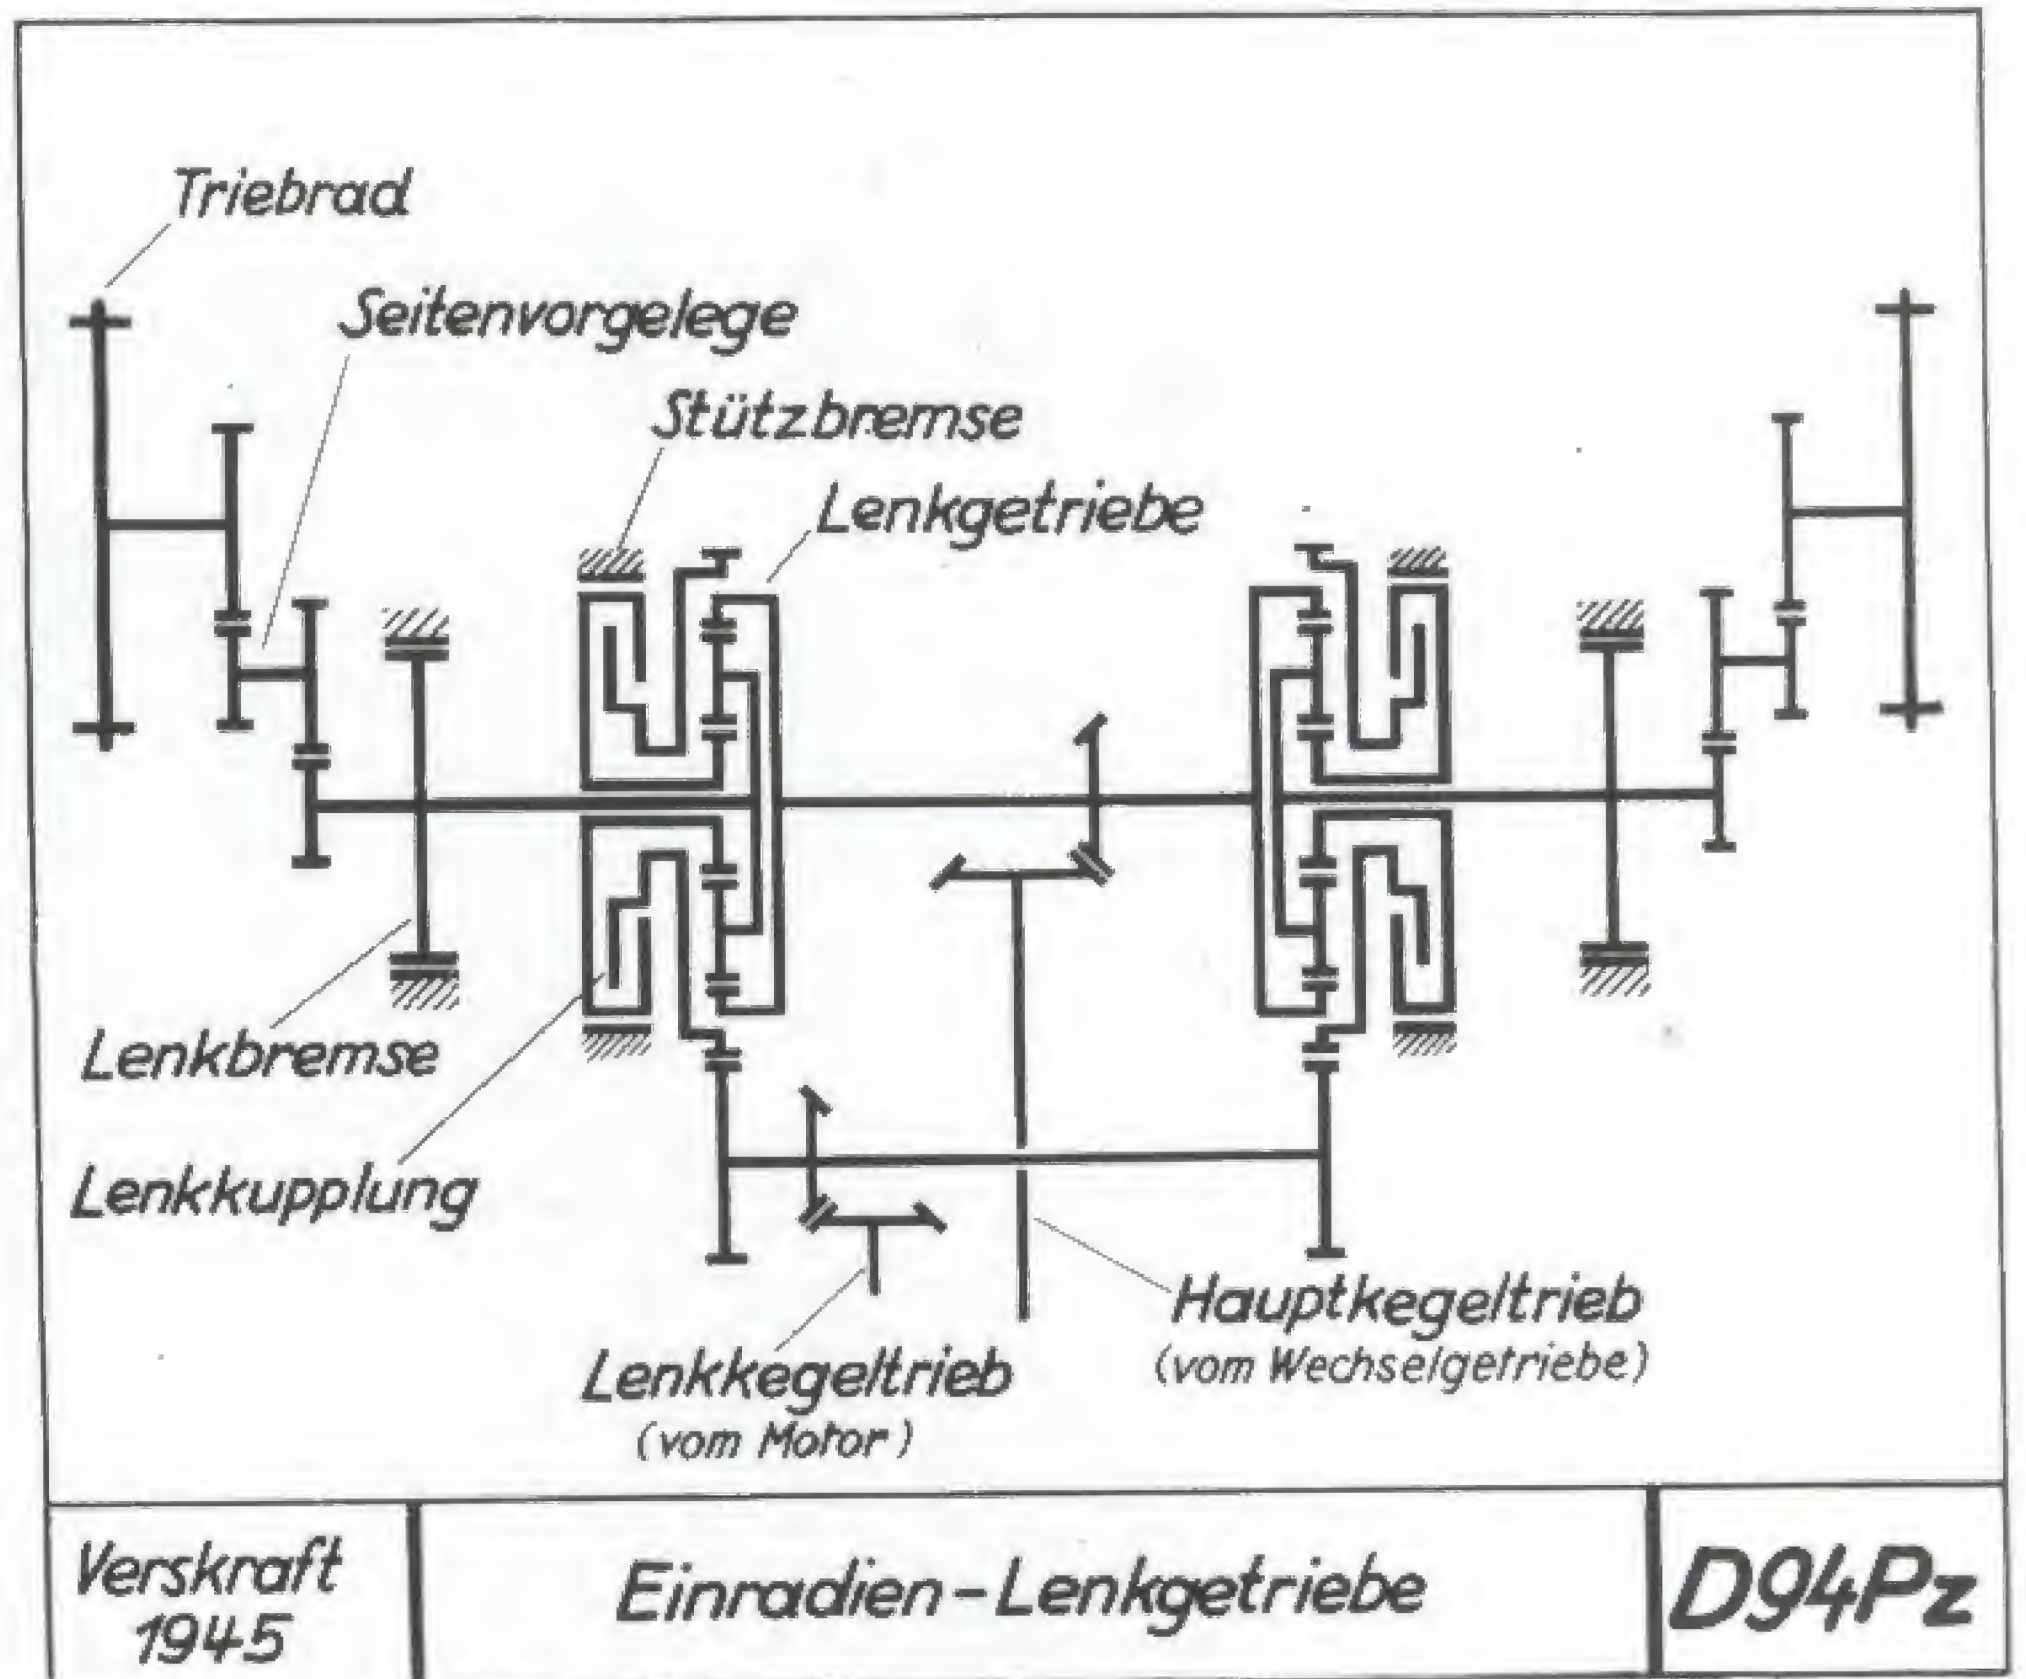 Triebrad
Seitenvorgelege
Stützbremse
Lenkgetriebe
Lenkbremse
Lenkkupplung
Hauptkegeltrieb
(vom Wechselgetriebe)
Lenkkegeltrieb
(vom Motor)
Verskraft
1945
Einradien-Lenkgetriebe
D94Pz